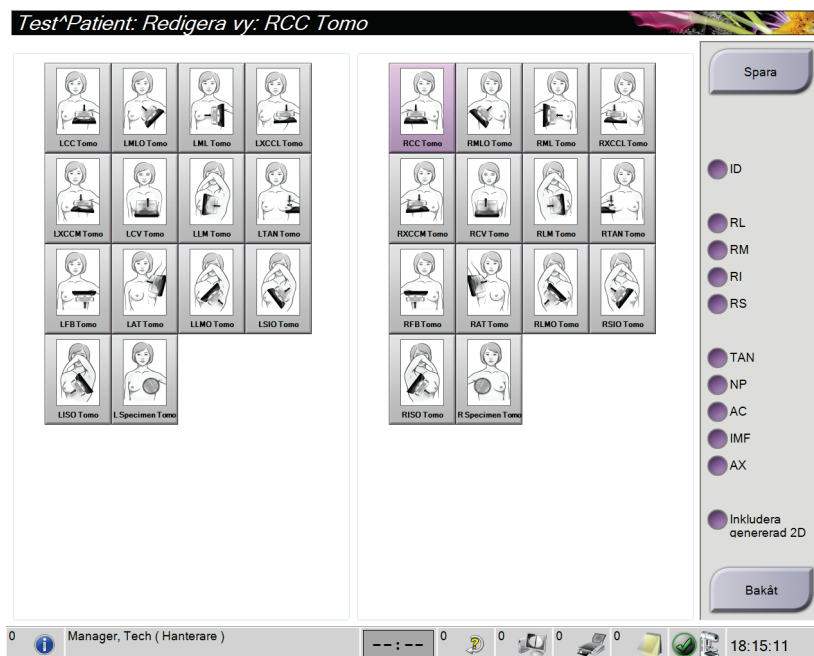 Test^Patient: Redigera vy: RCC Tomo
LCC Tomo
LMLO Tomo
LML Tomo
LXCCL Tomo
LXCCM Tomo
LCV Tomo
LLM Tomo
LTAN Tomo
LFB Tomo
LAT Tomo
LLMO Tomo
LSIO Tomo
LISO Tomo
L Specimen Tomo
RCC Tomo
RMLO Tomo
RML Tomo
RXCCL Tomo
RXCCM Tomo
RCV Tomo
RLM Tomo
RTAN Tomo
RFB Tomo
RAT Tomo
RLMO Tomo
RSIO Tomo
RISO Tomo
R Specimen Tomo
Spara
ID
RL
RM
RI
RS
TAN
NP
AC
IMF
AX
Inkludera
genererad 2D
Bakåt
0
Manager, Tech ( Hanterare )
--:--
0
0
0
0
18:15:11